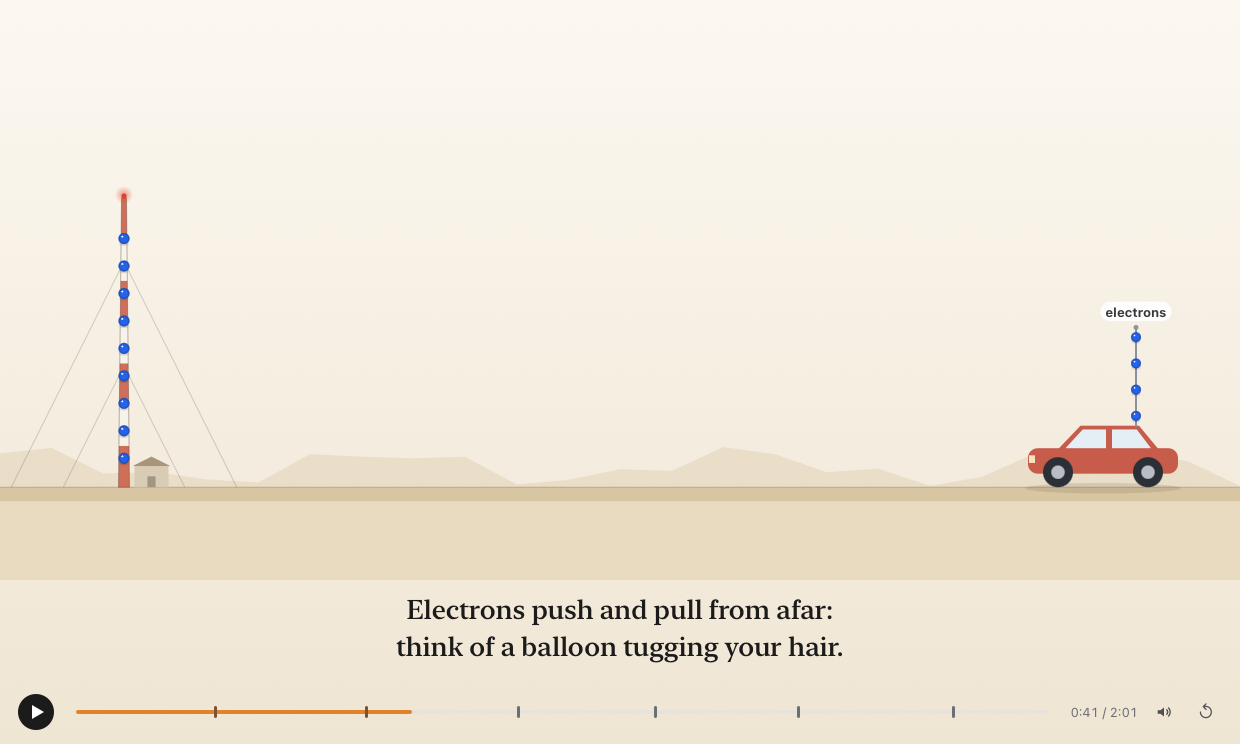 electrons
Electrons push and pull from afar:
think of a balloon tugging your hair.
0:41 / 2:01